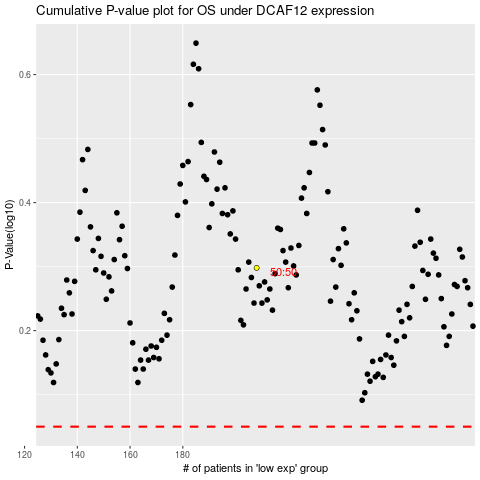 Cumulative P-value plot for OS under DCAF12 expression
P-Value(log10)
0.6
0.4
0.2
50:50
120 140 160 180
# of patients in 'low exp' group